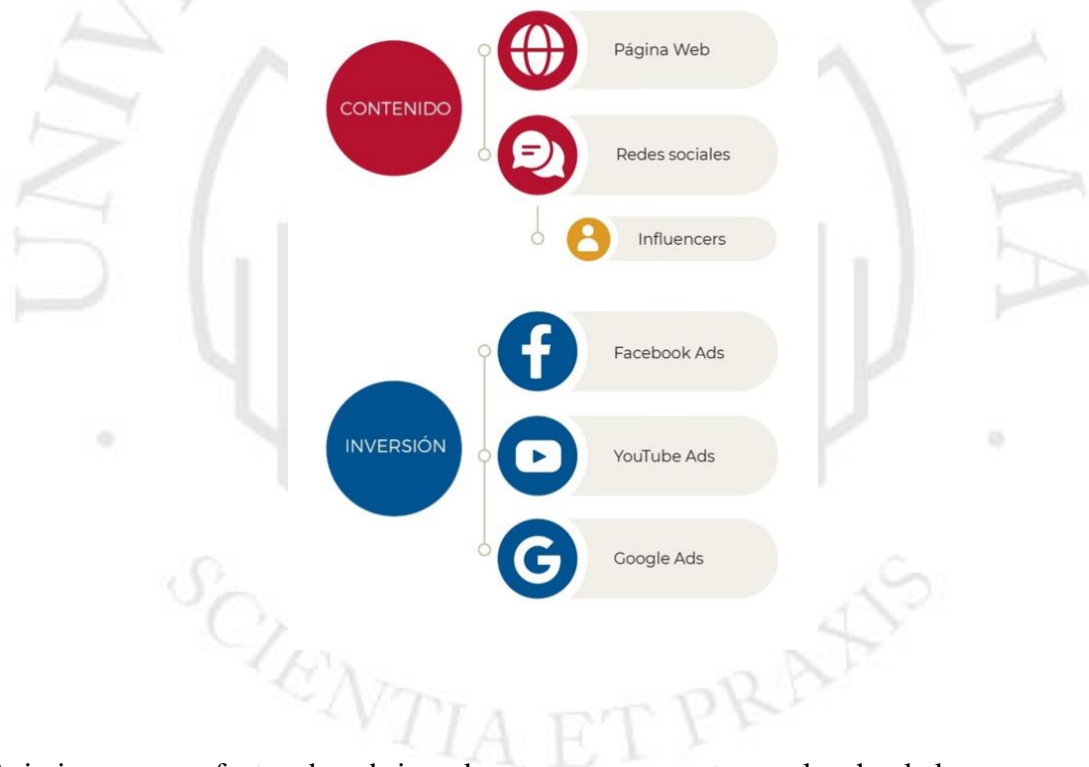 Página Web
CONTENIDO
Redes sociales
Influencers
Facebook Ads
INVERSIÓN
YouTube Ads
Google Ads
SCIENTIA ET PRAXIS